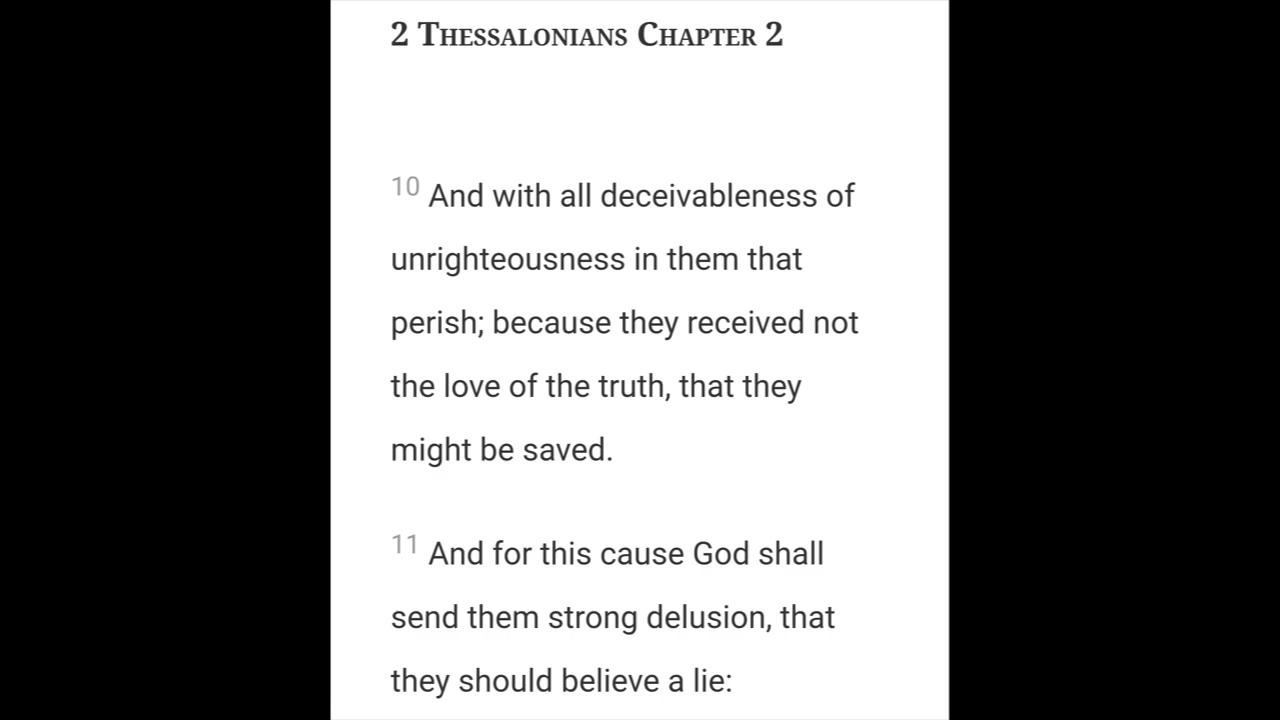 2 Thessalonians Chapter 2
10 And with all deceivableness of
unrighteousness in them that
perish; because they received not
the love of the truth, that they
might be saved.
11 And for this cause God shall
send them strong delusion, that
they should believe a lie: